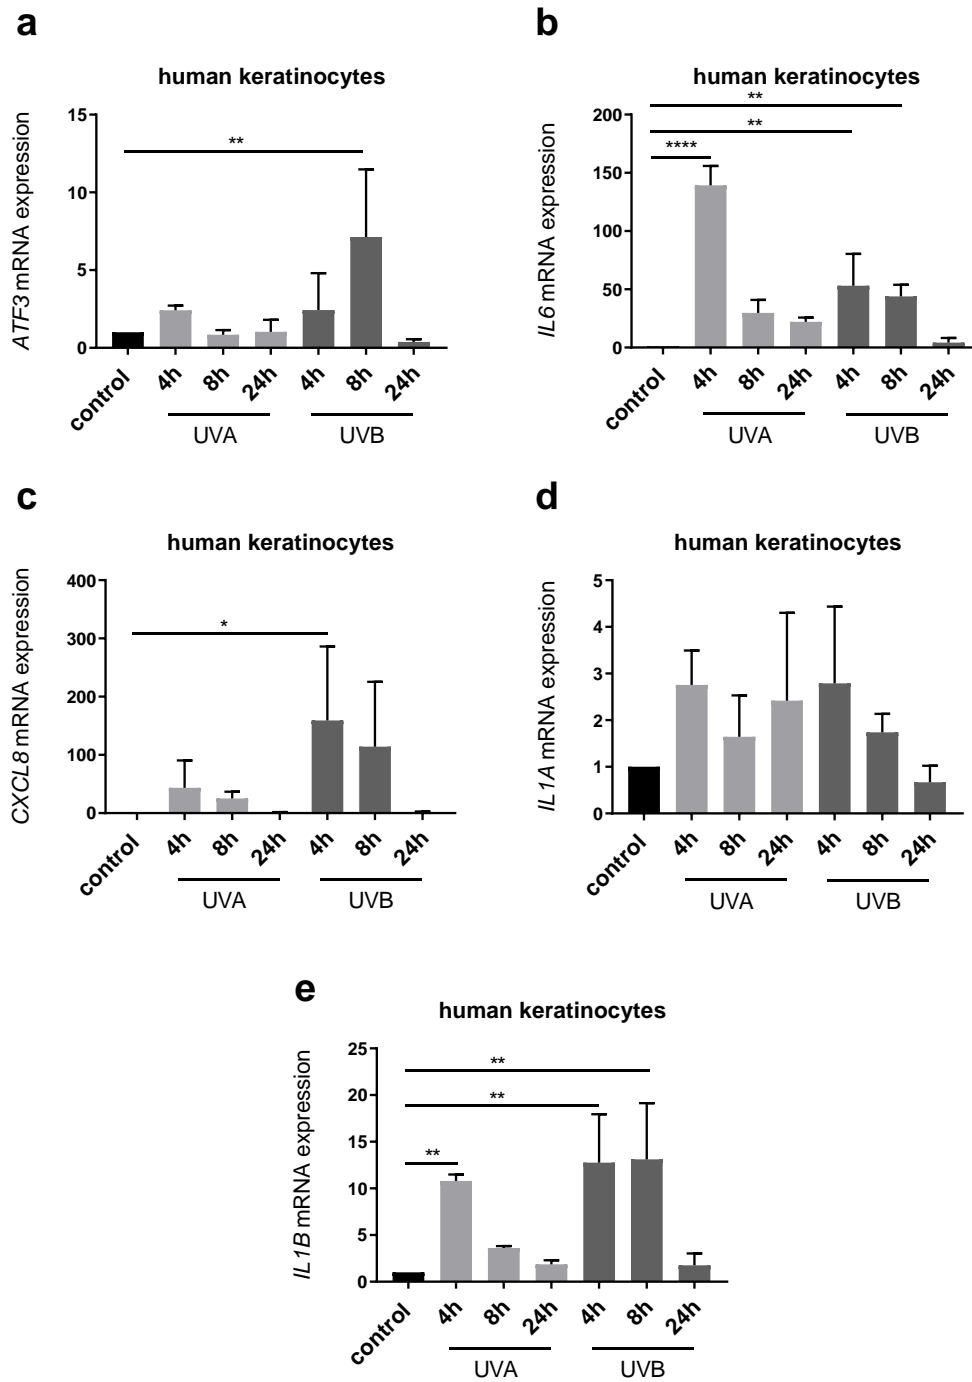 a
human keratinocytes
ATF3 mRNA expression
15
10
5
0
**
control
4h
8h
24h
4h
8h
24h
UVA
UVB
b
human keratinocytes
IL6 mRNA expression
200
150
100
50
0
**
**
****
control
4h
8h
24h
4h
8h
24h
UVA
UVB
c
human keratinocytes
CXCL8 mRNA expression
400
300
200
100
0
*
control
4h
8h
24h
4h
8h
24h
UVA
UVB
d
human keratinocytes
IL1A mRNA expression
5
4
3
2
1
0
control
4h
8h
24h
4h
8h
24h
UVA
UVB
e
human keratinocytes
IL1B mRNA expression
25
20
15
10
5
0
**
**
**
control
4h
8h
24h
4h
8h
24h
UVA
UVB